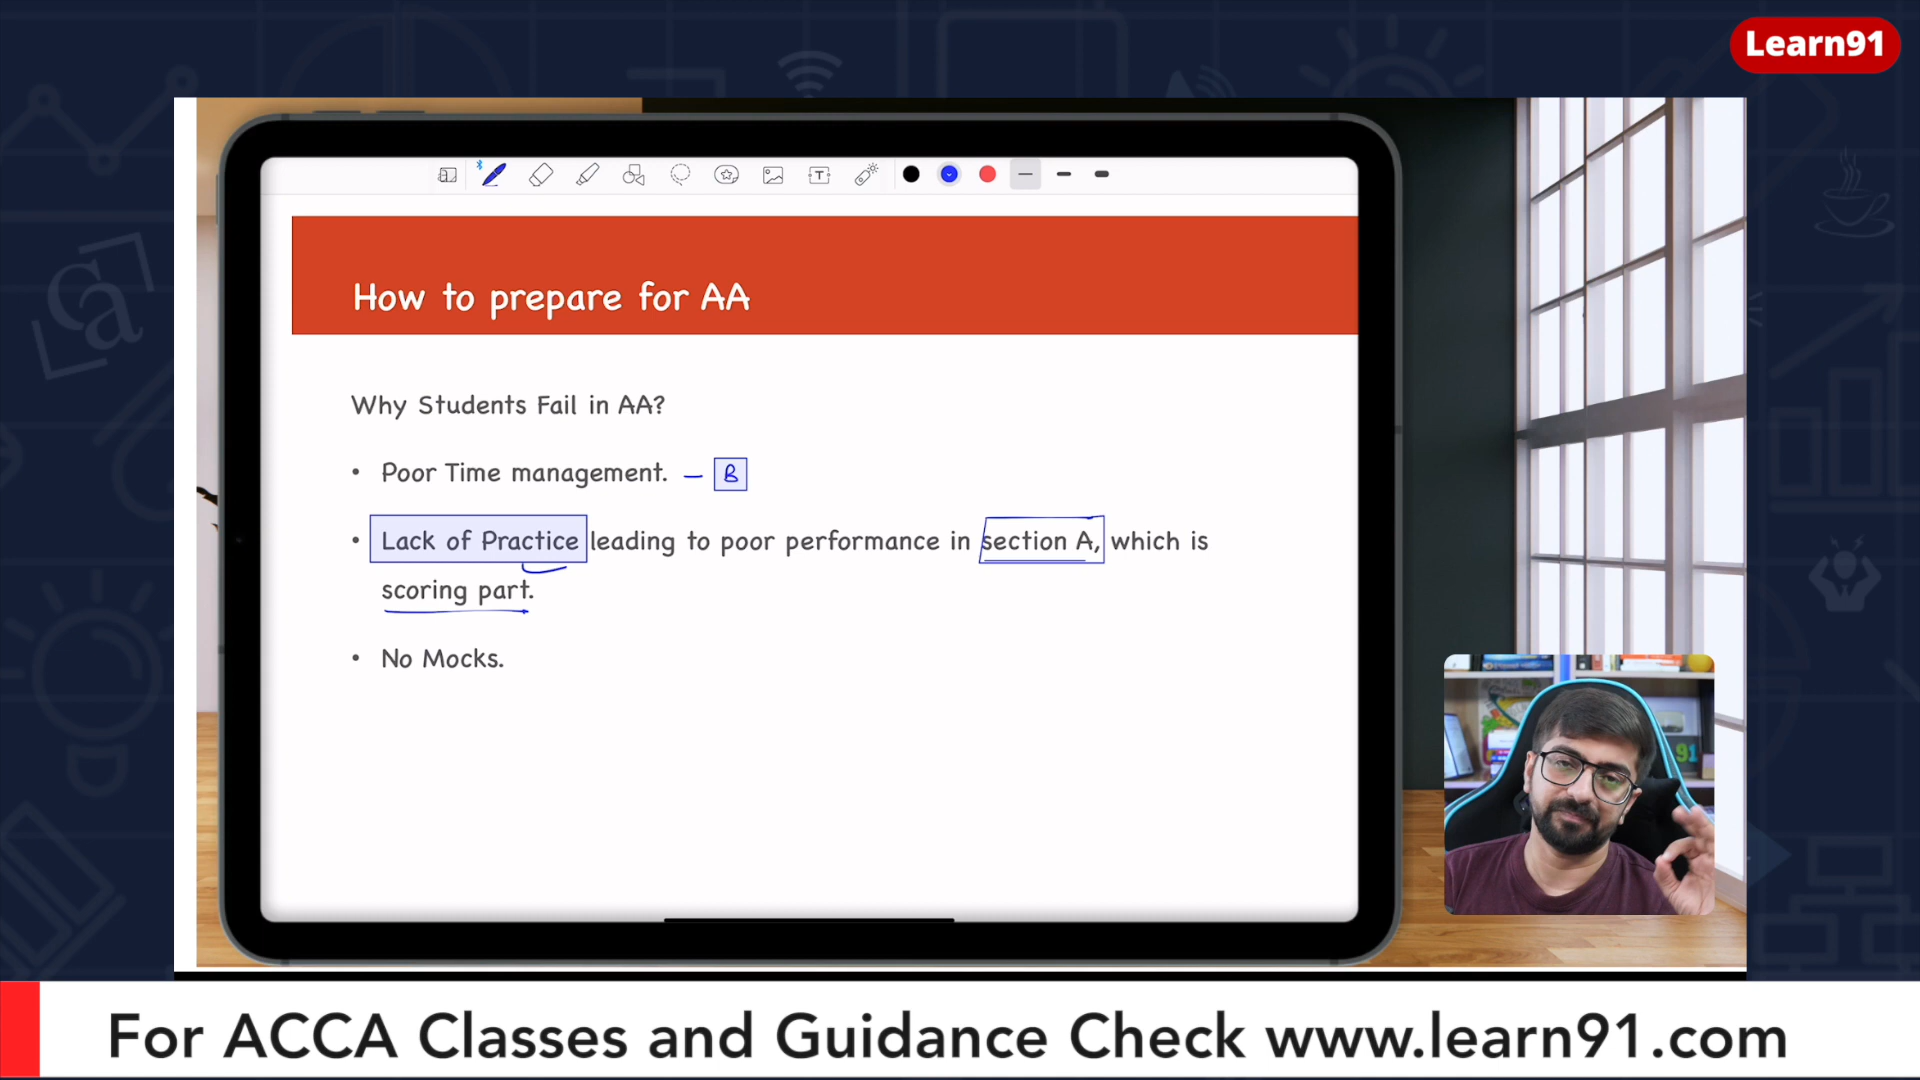 Learn91
How to prepare for AA
Why Students Fail in AA?
• Poor Time management. – B
• Lack of Practice leading to poor performance in section A, which is
scoring part.
• No Mocks.
91
For ACCA Classes and Guidance Check www.learn91.com